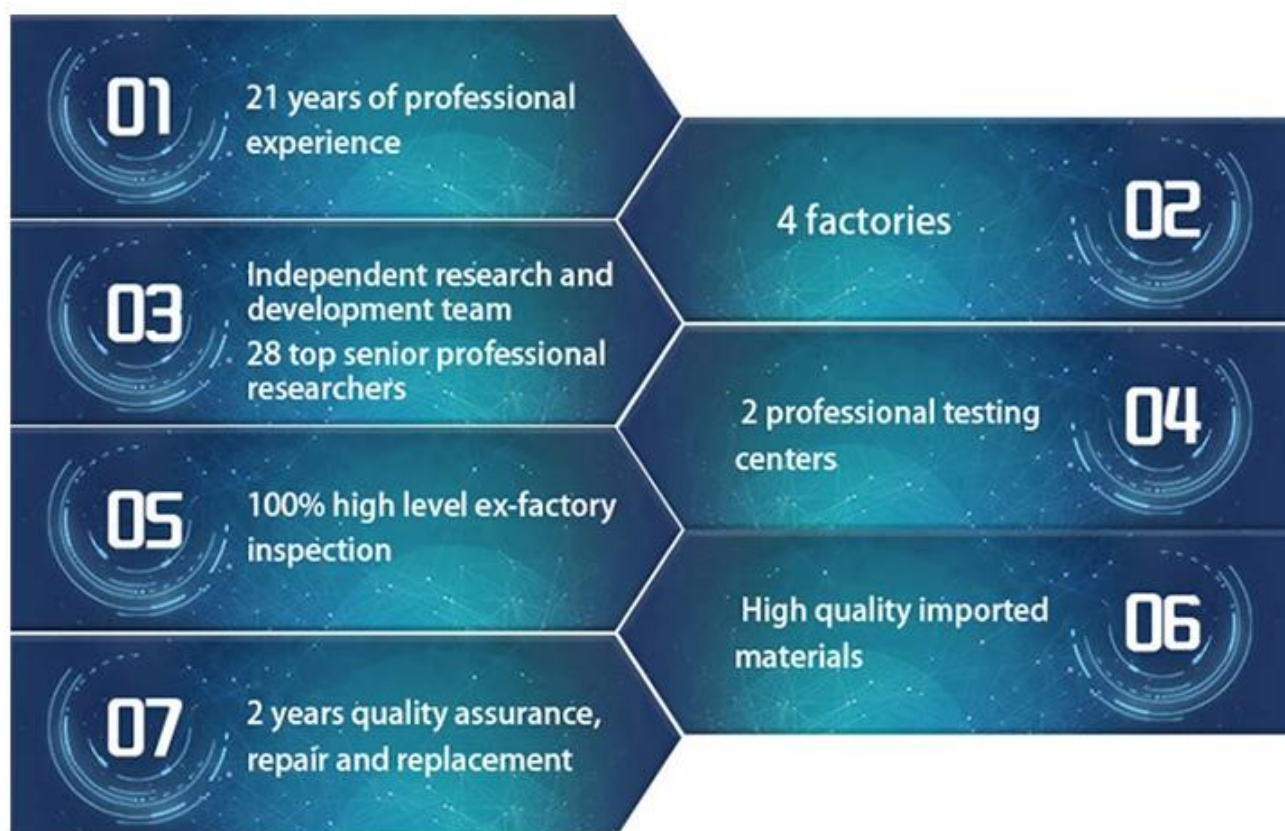 01
21 years of professional
experience
02
4 factories
03
Independent research and
development team
28 top senior professional
researchers
04
2 professional testing
centers
05
100% high level ex-factory
inspection
06
High quality imported
materials
07
2 years quality assurance,
repair and replacement